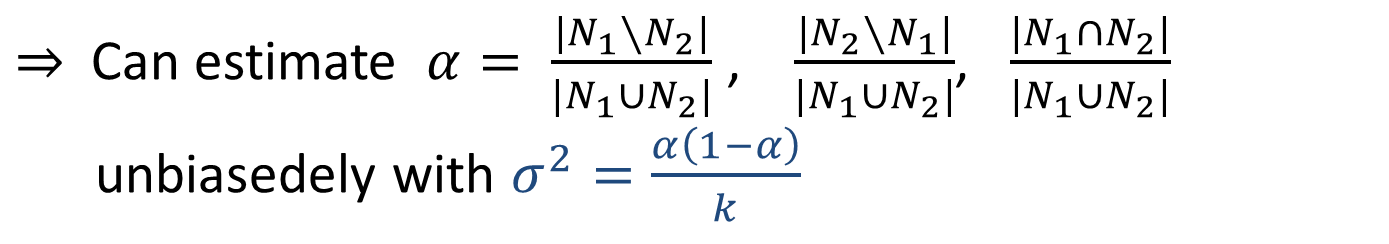 ⇒ Can estimate α = |N₁\N₂| / |N₁∪N₂| , |N₂\N₁| / |N₁∪N₂| , |N₁∩N₂| / |N₁∪N₂|
unbiasedely with σ² = α(1−α) / k